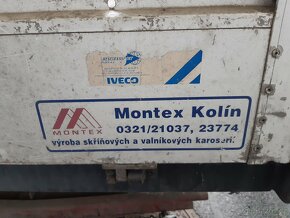 IVECO
MONTEX
Montex Kolín
0321/21037, 23774
výroba skříňových a valníkových karoserií